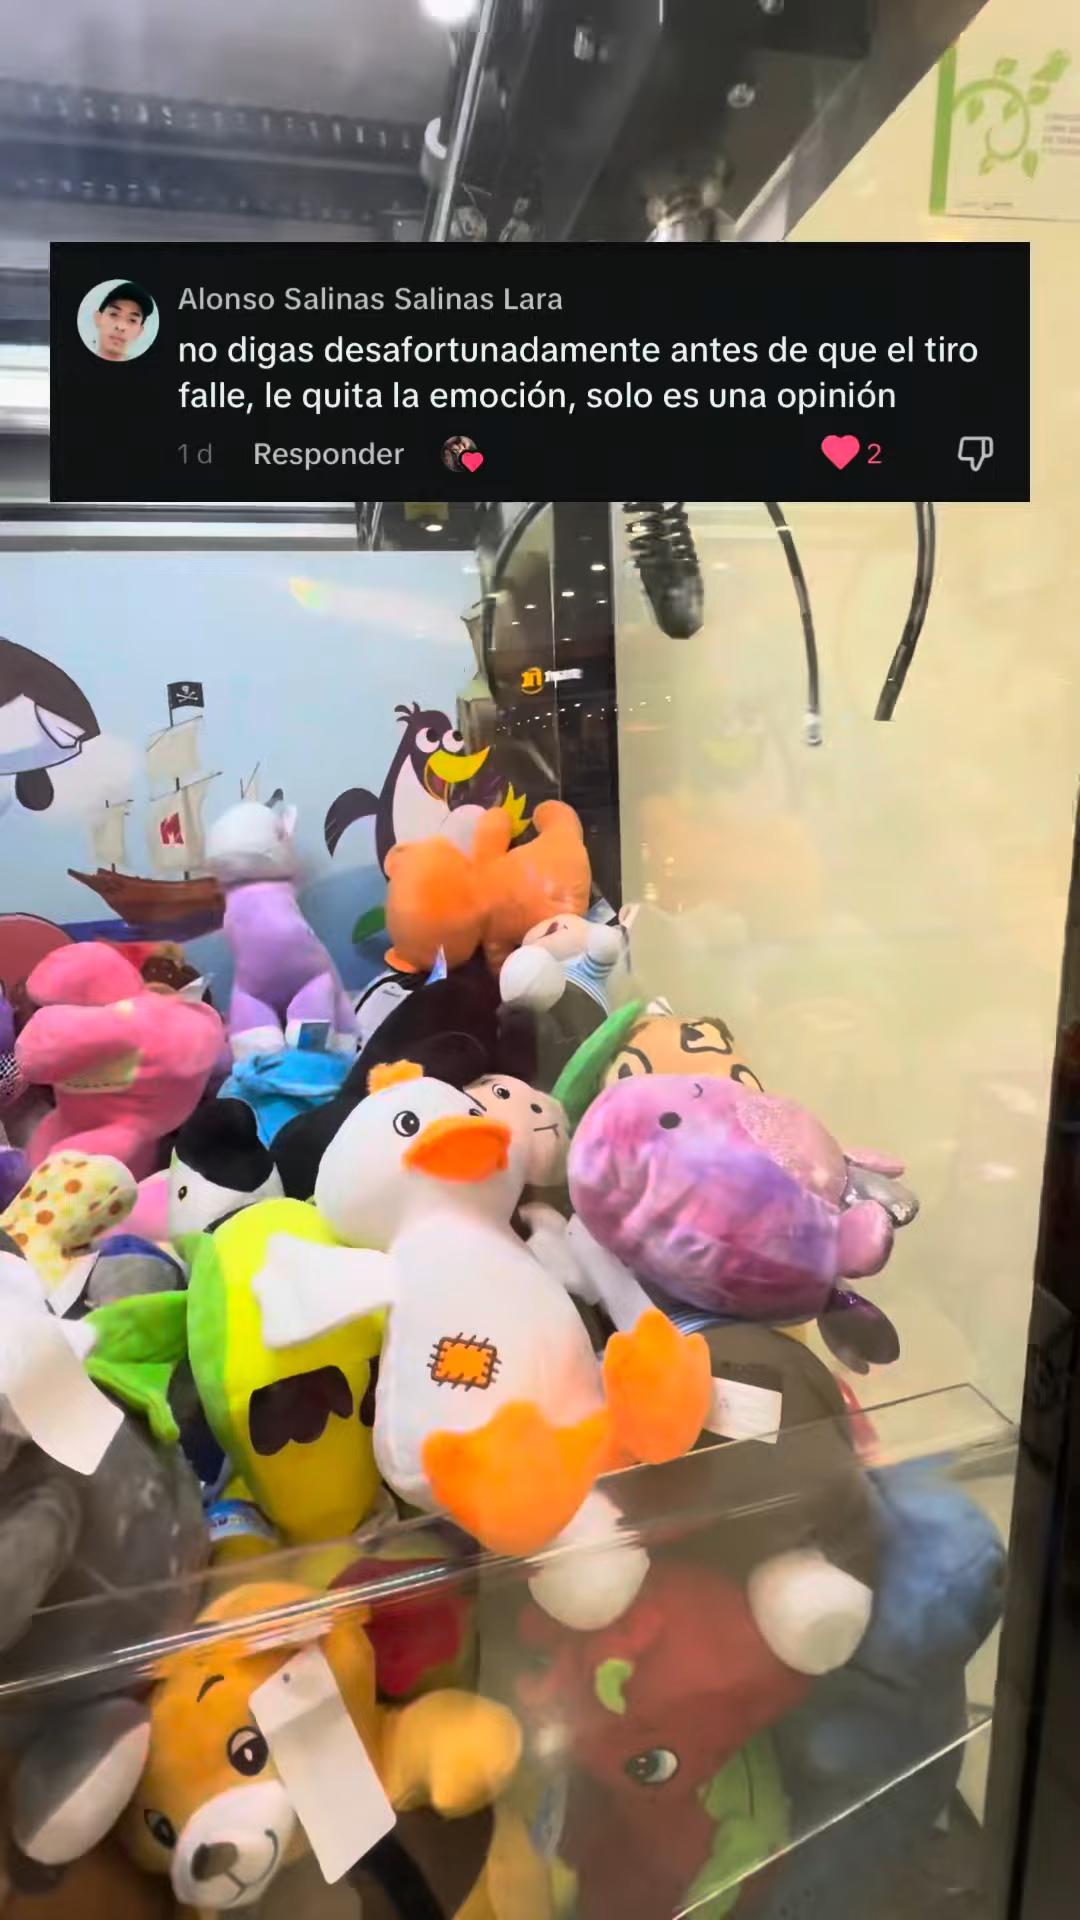 Alonso Salinas Salinas Lara
no digas desafortunadamente antes de que el tiro
falle, le quita la emoción, solo es una opinión
1 d Responder 2